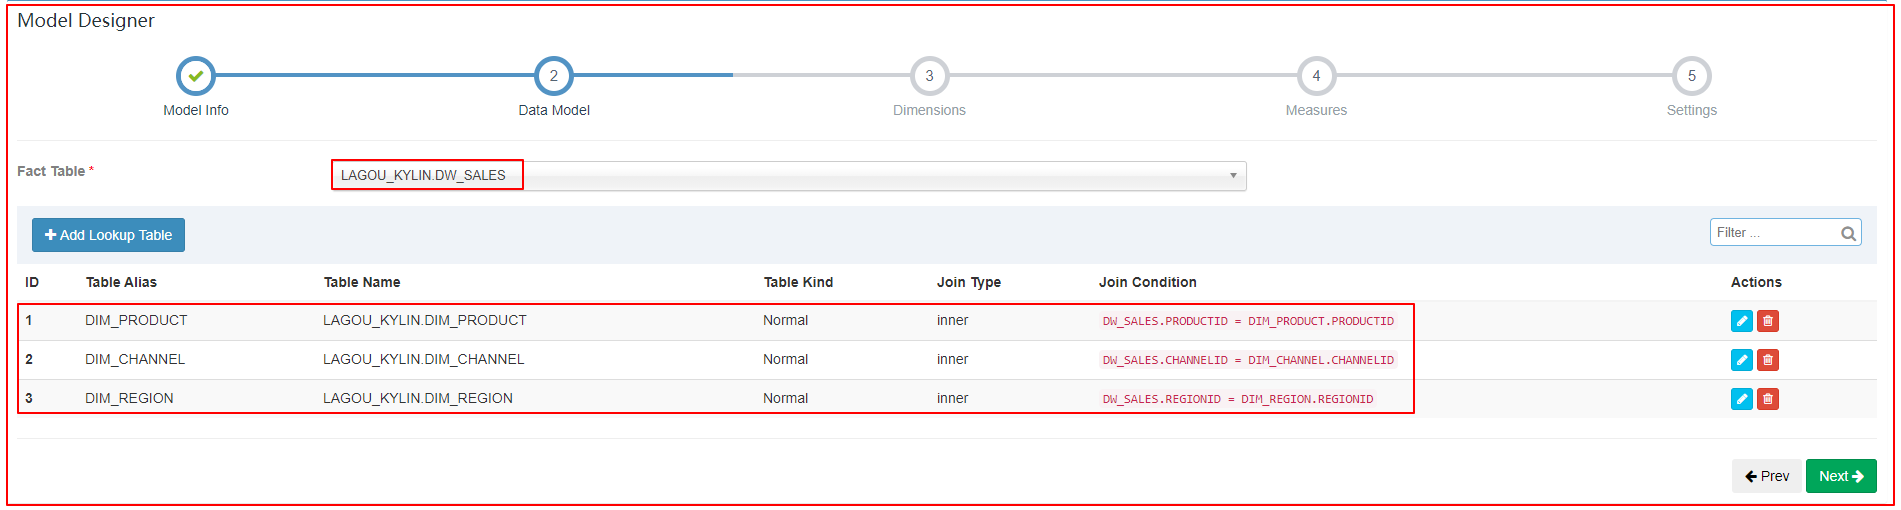 Model Designer
2 3 4 5
Model Info Data Model Dimensions Measures Settings
Fact Table * LAGOU_KYLIN.DW_SALES
Add Lookup Table Filter ...
ID Table Alias Table Name Table Kind Join Type Join Condition Actions
1 DIM_PRODUCT LAGOU_KYLIN.DIM_PRODUCT Normal inner DW_SALES.PRODUCTID = DIM_PRODUCT.PRODUCTID
2 DIM_CHANNEL LAGOU_KYLIN.DIM_CHANNEL Normal inner DW_SALES.CHANNELID = DIM_CHANNEL.CHANNELID
3 DIM_REGION LAGOU_KYLIN.DIM_REGION Normal inner DW_SALES.REGIONID = DIM_REGION.REGIONID
Prev Next